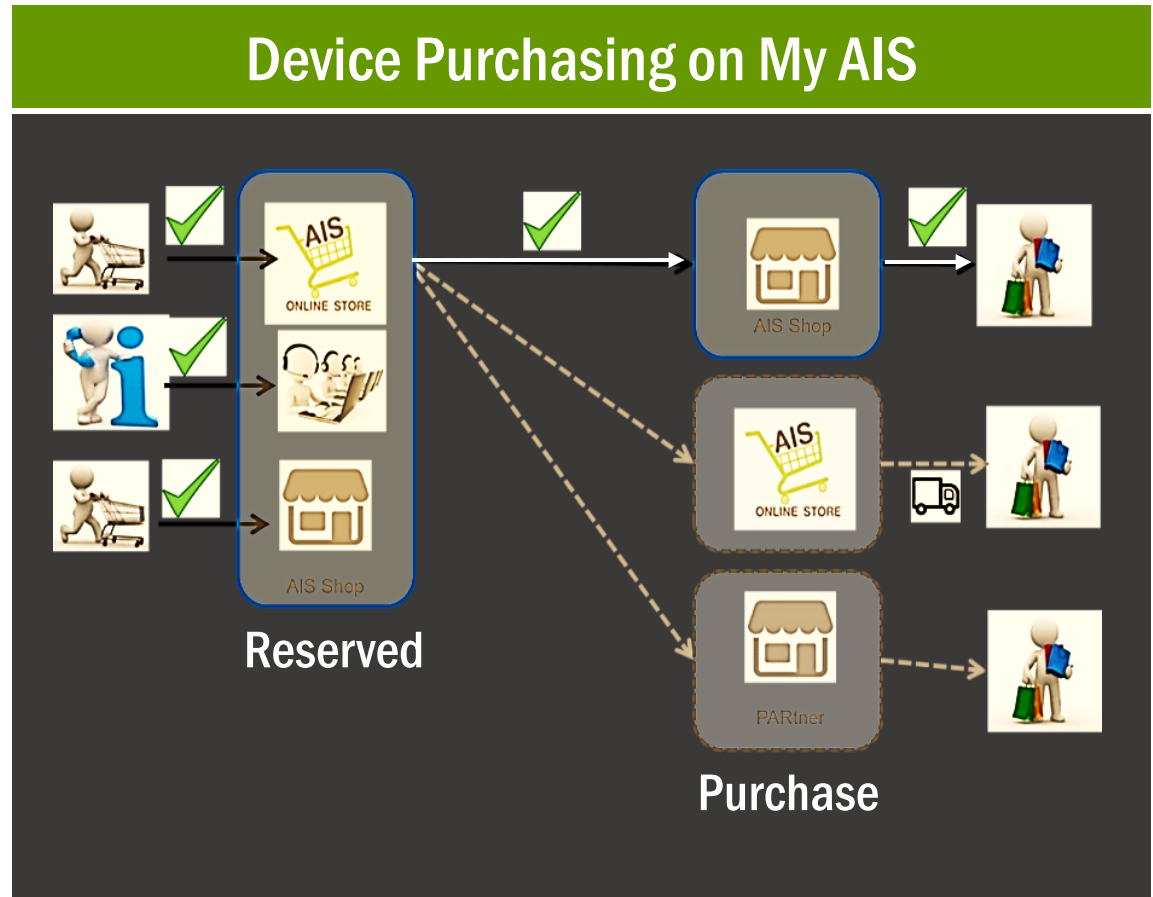 Device Purchasing on My AIS
AIS
ONLINE STORE
AIS Shop
Reserved
AIS Shop
AIS
ONLINE STORE
PARtner
Purchase